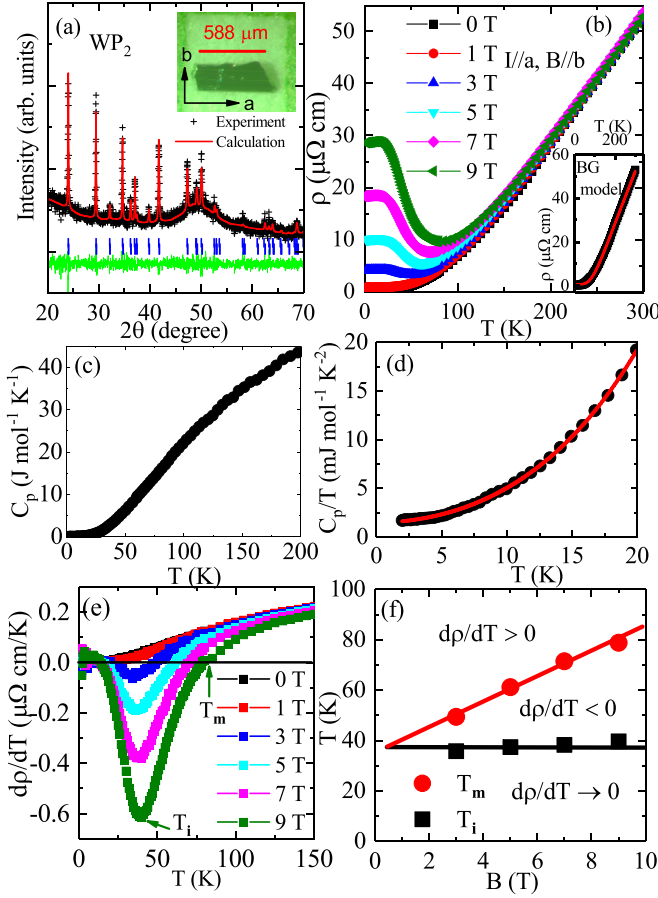 (a)
WP2
588 μm
b
a
+ Experiment
Calculation
Intensity (arb. units)
20 30 40 50 60 70
2θ (degree)
(b)
0 T
1 T
3 T
5 T
7 T
9 T
I//a, B//b
ρ (μΩ cm)
50
40
30
20
10
0
0 100 200 300
T (K)
T (K)
0 200
BG
model
ρ (μΩ cm)
60
40
20
0
(c)
Cp (J mol⁻¹ K⁻¹)
40
30
20
10
0
0 50 100 150 200
T (K)
(d)
Cp/T (mJ mol⁻¹ K⁻²)
20
15
10
5
0
0 5 10 15 20
T (K)
(e)
dρ/dT (μΩ cm/K)
0.2
0.0
-0.2
-0.4
-0.6
Tm
Ti
0 T
1 T
3 T
5 T
7 T
9 T
0 50 100 150
T (K)
(f)
T (K)
100
80
60
40
20
0
dρ/dT > 0
dρ/dT < 0
dρ/dT → 0
Tm
Ti
2 4 6 8 10
B (T)